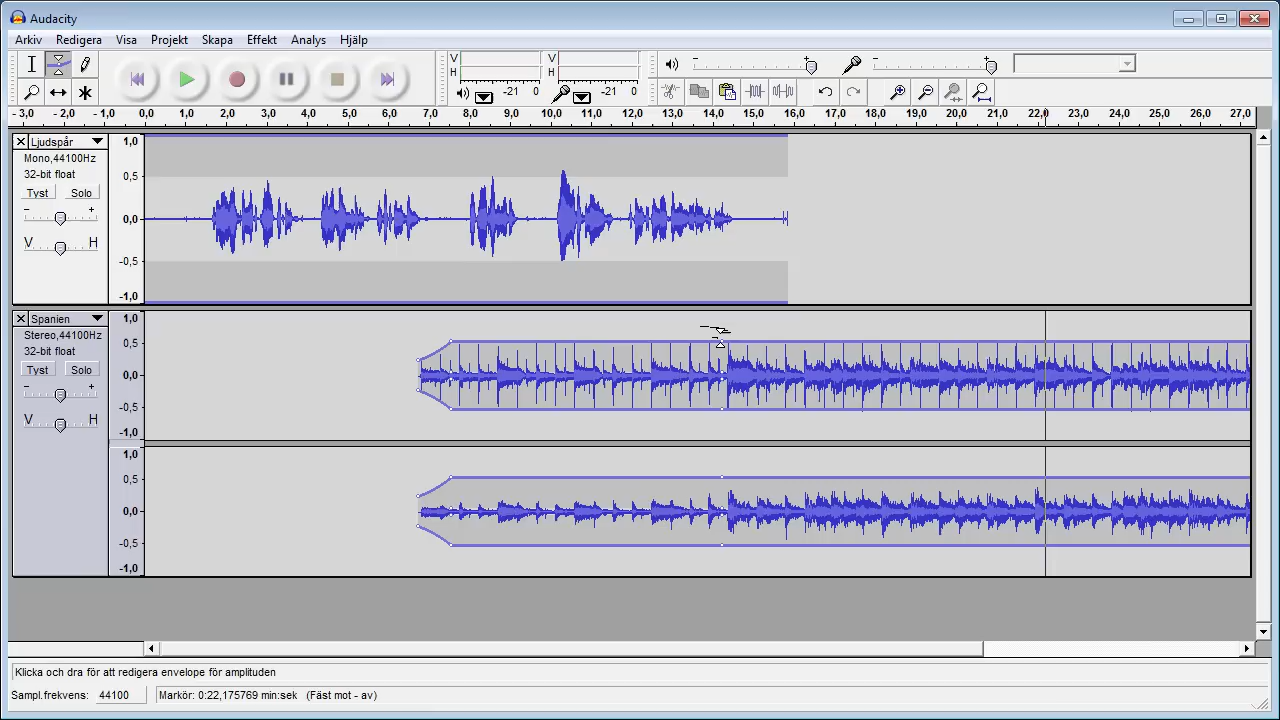 Audacity
Arkiv Redigera Visa Projekt Skapa Effekt Analys Hjälp
V H -21 0 V H -21 0
- 3,0 -2,0 -1,0 0,0 1,0 2,0 3,0 4,0 5,0 6,0 7,0 8,0 9,0 10,0 11,0 12,0 13,0 14,0 15,0 16,0 17,0 18,0 19,0 20,0 21,0 22,0 23,0 24,0 25,0 26,0 27,0
Ljudspår
Mono,44100Hz
32-bit float
Tyst Solo
- +
V H
1,0
0,5
0,0
-0,5
-1,0
Spanien
Stereo,44100Hz
32-bit float
Tyst Solo
- +
V H
1,0
0,5
0,0
-0,5
-1,0
1,0
0,5
0,0
-0,5
-1,0
Klicka och dra för att redigera envelope för amplituden
Sampl.frekvens: 44100 Markör: 0:22,175769 min:sek (Fäst mot - av)